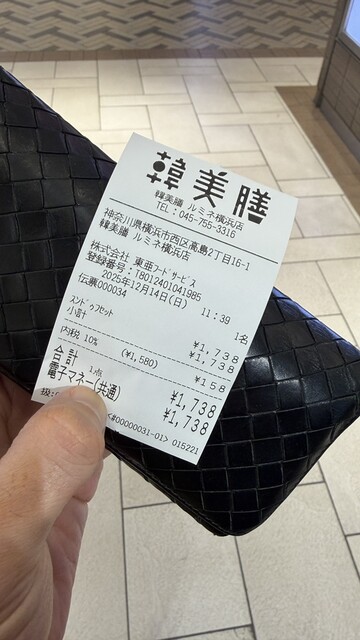 韓美膳
韓美膳 ルミネ横浜店
TEL:045-755-3316
神奈川県横浜市西区高島2丁目16-1
韓美膳 ルミネ横浜店
株式会社 東亜フードサービス
登録番号:T8012401041985
2025年12月14日(日) 11:39
伝票000034 1名
スンドゥフセット ¥1,738
小計 ¥1,738
内税 10% (¥1,580) ¥158
合計 1点 ¥1,738
電子マネー(共通) ¥1,738
扱:
<#00000031-01> 015221